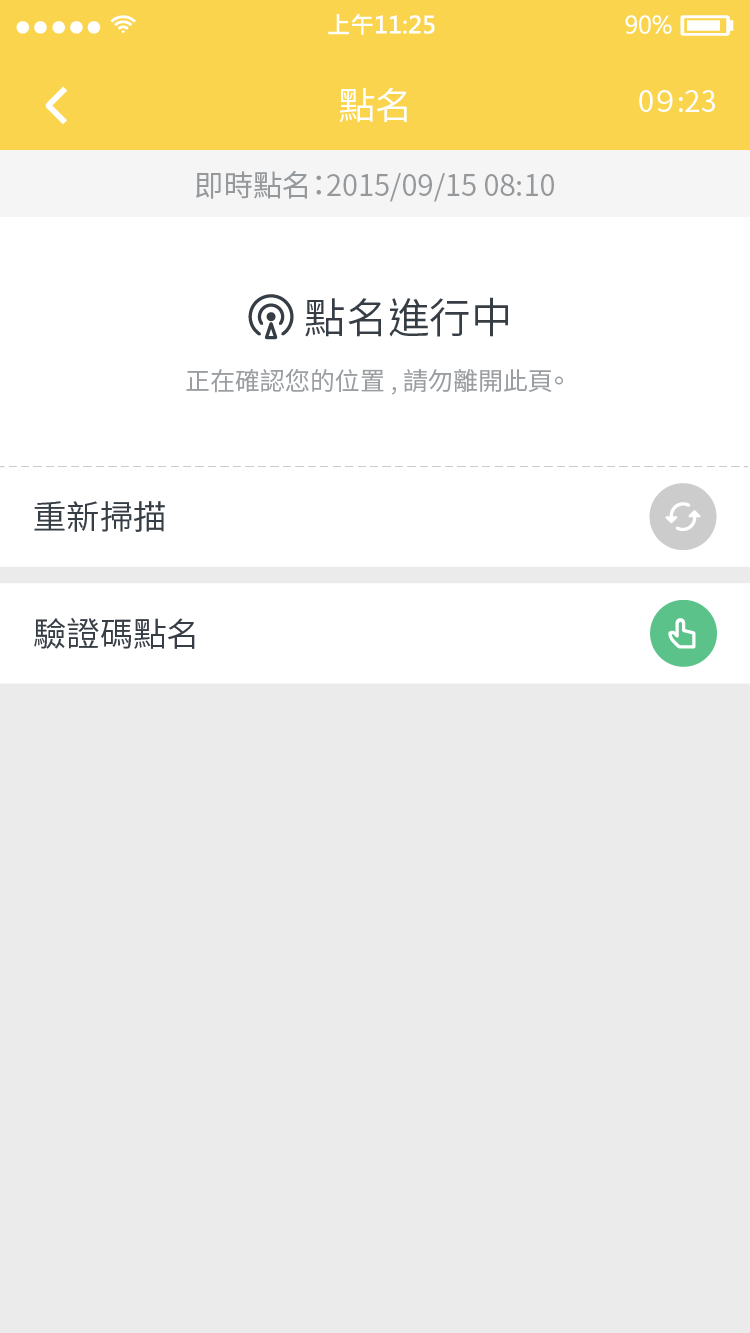 上午11:25 90%
點名 09:23
即時點名：2015/09/15 08:10
點名進行中
正在確認您的位置 , 請勿離開此頁。
重新掃描
驗證碼點名